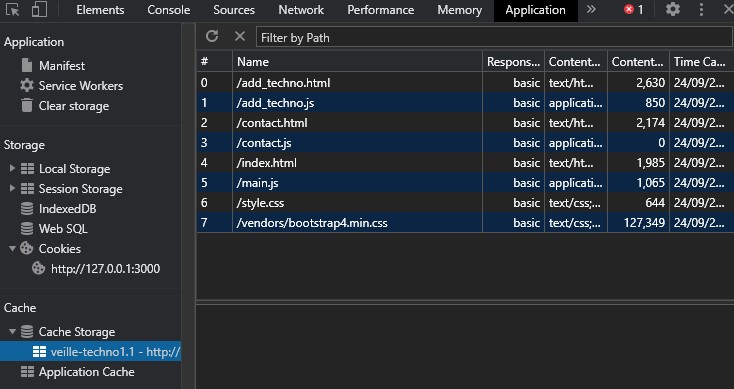 Elements Console Sources Network Performance Memory Application » 1
Application
Manifest
Service Workers
Clear storage
Storage
Local Storage
Session Storage
IndexedDB
Web SQL
Cookies
http://127.0.0.1:3000
Cache
Cache Storage
veille-techno1.1 - http://
Application Cache
Filter by Path
# Name Respons... Content... Content... Time Ca...
0 /add_techno.html basic text/ht... 2,630 24/09/2...
1 /add_techno.js basic applicati... 850 24/09/2...
2 /contact.html basic text/ht... 2,174 24/09/2...
3 /contact.js basic applicati... 0 24/09/2...
4 /index.html basic text/ht... 1,985 24/09/2...
5 /main.js basic applicati... 1,065 24/09/2...
6 /style.css basic text/css;... 644 24/09/2...
7 /vendors/bootstrap4.min.css basic text/css;... 127,349 24/09/2...